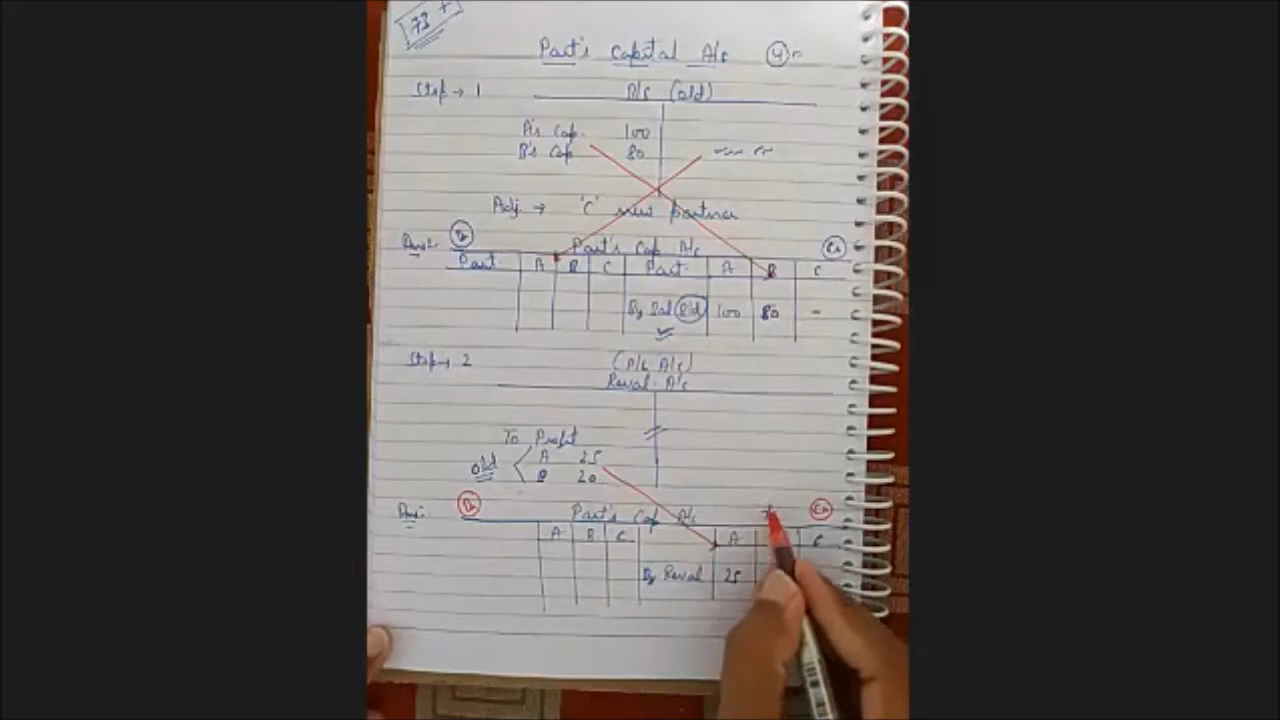 73 +
Part's Capital A/c 4
Step → 1 B/S (old)
A's Cap. 100
B's Cap 80
Adj. → 'C' new partner
Dr Part's Cap A/c Cr
Part A B C Part. A B C
By Bal B/d 100 80 -
Step → 2 (P/L A/c)
Reval. A/c
To Profit
A 25
old
B 20
Dr Part's Cap A/c + Cr
A B C A C
By Reval 25